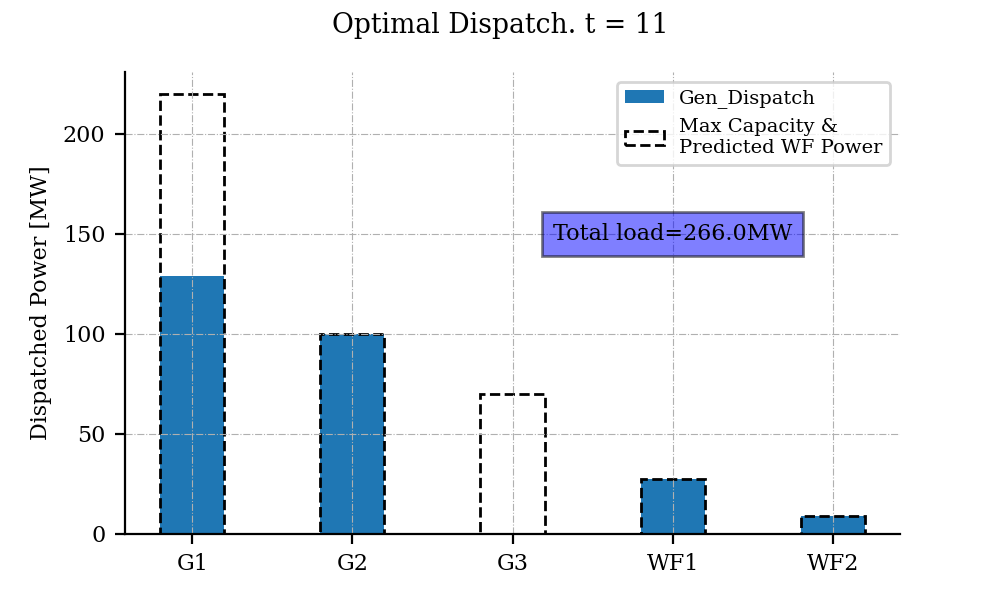 Optimal Dispatch. t = 11
Gen_Dispatch
Max Capacity &
Predicted WF Power
Total load=266.0MW
Dispatched Power [MW]
200
150
100
50
0
G1 G2 G3 WF1 WF2